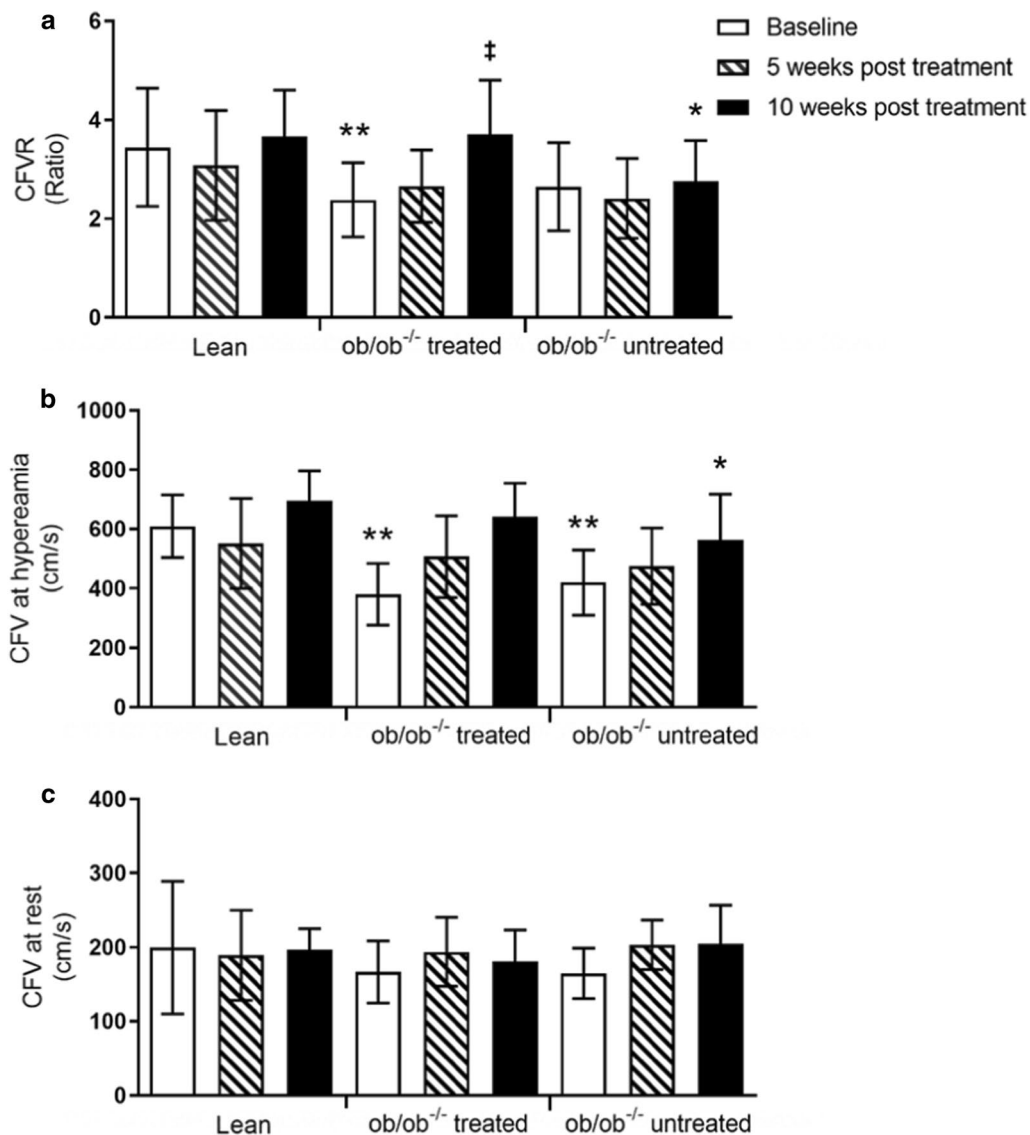 a
6
4
2
0
CFVR
(Ratio)
**
‡
*
Baseline
5 weeks post treatment
10 weeks post treatment
Lean
ob/ob-/- treated
ob/ob-/- untreated
b
1000
800
600
400
200
0
CFV at hypereamia
(cm/s)
**
**
*
Lean
ob/ob-/- treated
ob/ob-/- untreated
c
400
300
200
100
0
CFV at rest
(cm/s)
Lean
ob/ob-/- treated
ob/ob-/- untreated